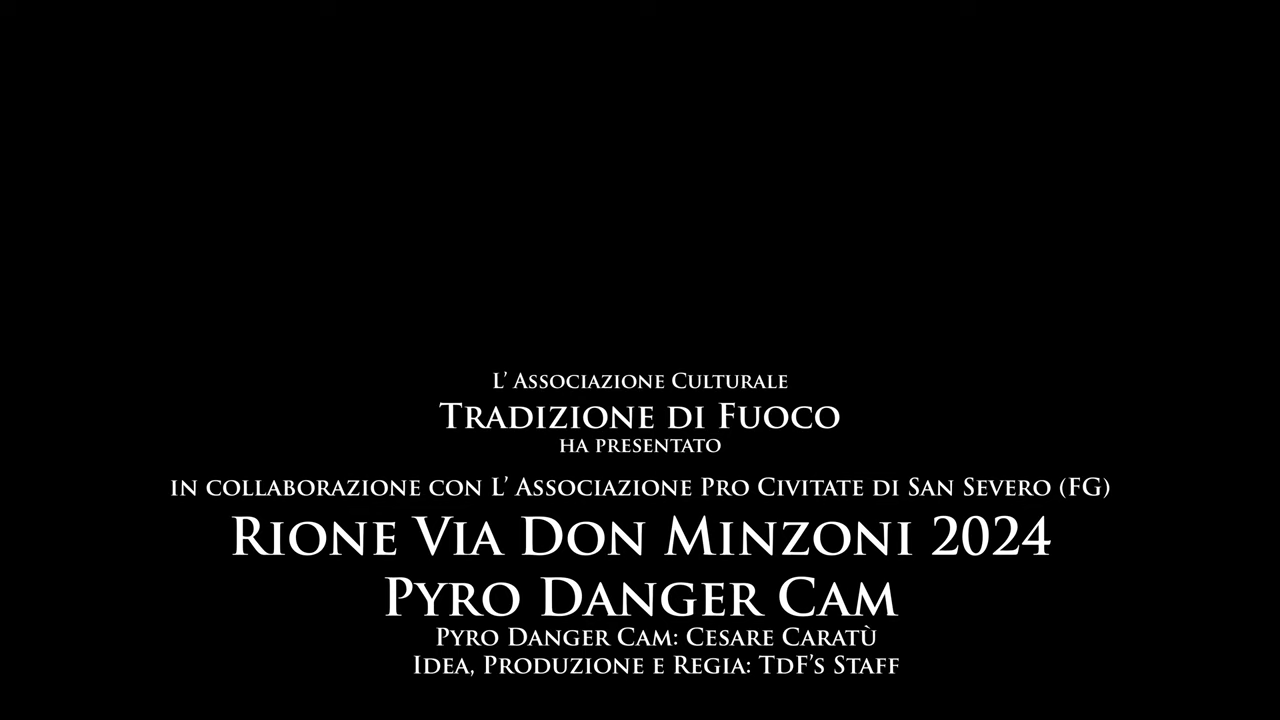 L' Associazione Culturale
Tradizione di Fuoco
ha presentato
in collaborazione con L' Associazione Pro Civitate di San Severo (FG)
Rione Via Don Minzoni 2024
Pyro Danger Cam
Pyro Danger Cam: Cesare Caratù
Idea, Produzione e Regia: TdF's Staff